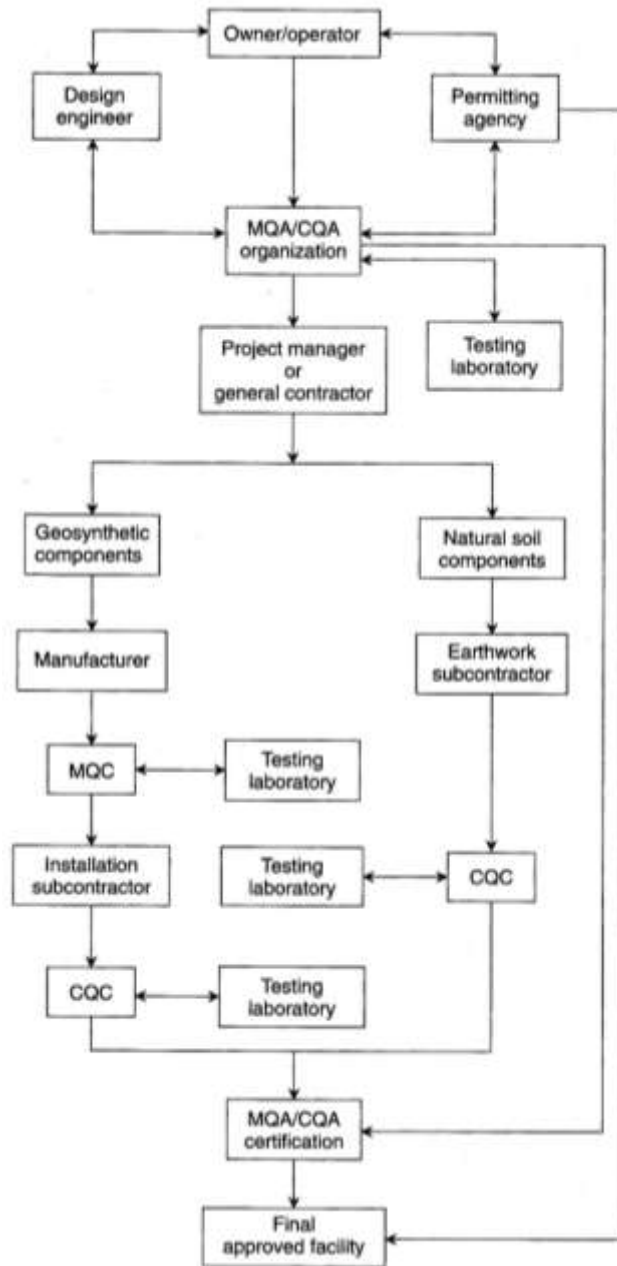 Owner/operator
Design
engineer
Permitting
agency
MQA/CQA
organization
Testing
laboratory
Project manager
or
general contractor
Geosynthetic
components
Natural soil
components
Manufacturer
Earthwork
subcontractor
MQC
Testing
laboratory
Installation
subcontractor
Testing
laboratory
CQC
CQC
Testing
laboratory
MQA/CQA
certification
Final
approved facility